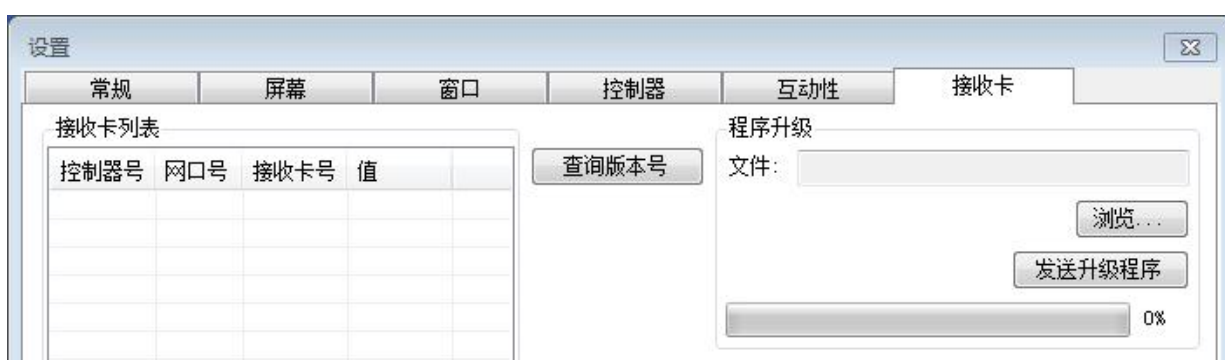 设置
常规 屏幕 窗口 控制器 互动性 接收卡
接收卡列表
控制器号 网口号 接收卡号 值
查询版本号
程序升级
文件:
浏览...
发送升级程序
0%